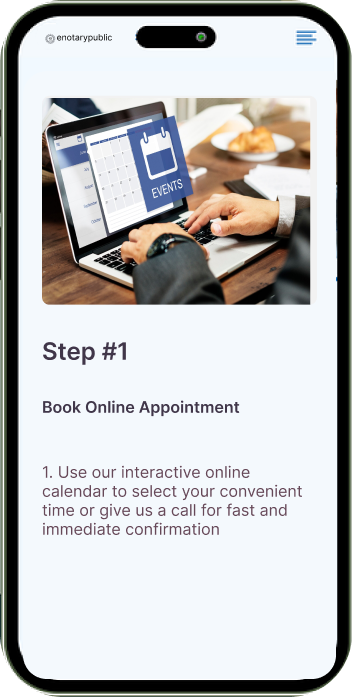 enotarypublic
EVENTS
Step #1
Book Online Appointment
1. Use our interactive online
calendar to select your convenient
time or give us a call for fast and
immediate confirmation